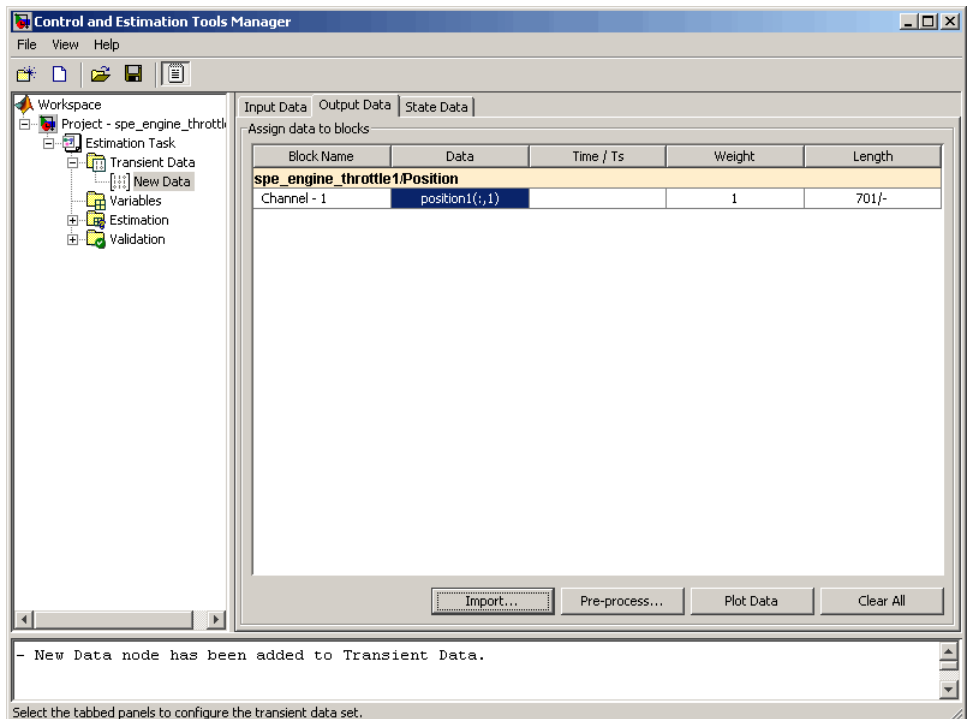 Control and Estimation Tools Manager
File View Help
Workspace
Project - spe_engine_throttl
Estimation Task
Transient Data
New Data
Variables
Estimation
Validation
Input Data Output Data State Data
Assign data to blocks
Block Name Data Time / Ts Weight Length
spe_engine_throttle1/Position
Channel - 1 position1(:,1) 1 701/-
Import... Pre-process... Plot Data Clear All
- New Data node has been added to Transient Data.
Select the tabbed panels to configure the transient data set.